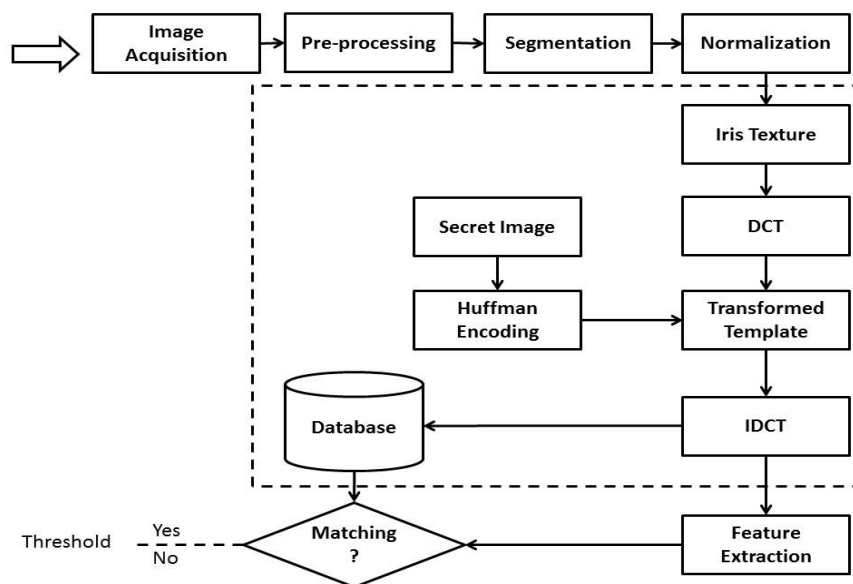 Image
Acquisition
Pre-processing
Segmentation
Normalization
Iris Texture
DCT
Secret Image
Huffman
Encoding
Transformed
Template
IDCT
Database
Feature
Extraction
Matching
?
Threshold
Yes
No